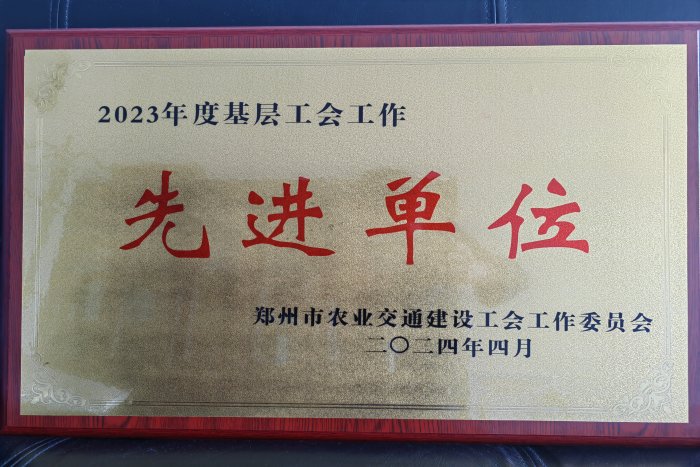 2023年度基层工会工作
先进单位
郑州市农业交通建设工会工作委员会
二〇二四年四月